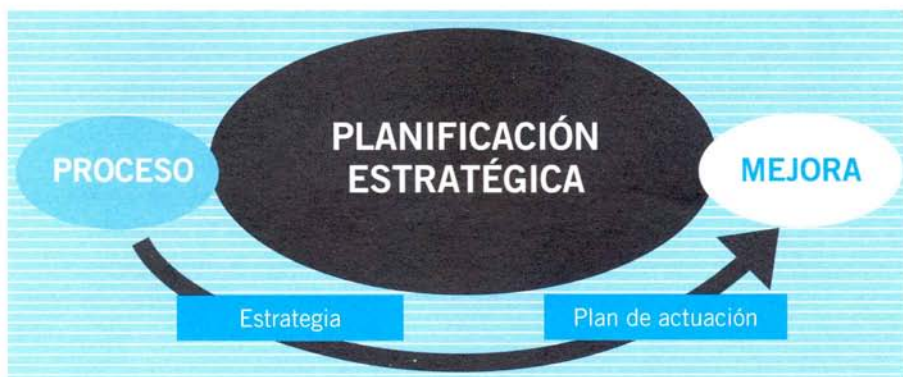 PROCESO
PLANIFICACIÓN
ESTRATÉGICA
MEJORA
Estrategia
Plan de actuación